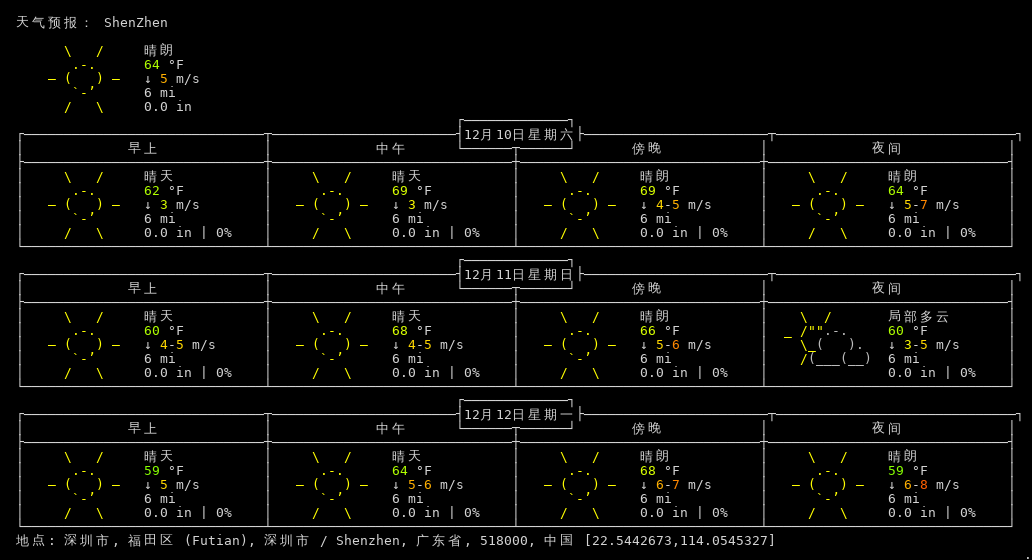 天气预报： ShenZhen
晴朗
64 °F
↓ 5 m/s
6 mi
0.0 in
12月10日星期六
早上 中午 傍晚 夜间
晴天 晴天 晴朗 晴朗
62 °F 69 °F 69 °F 64 °F
↓ 3 m/s ↓ 3 m/s ↓ 4-5 m/s ↓ 5-7 m/s
6 mi 6 mi 6 mi 6 mi
0.0 in | 0% 0.0 in | 0% 0.0 in | 0% 0.0 in | 0%
12月11日星期日
早上 中午 傍晚 夜间
晴天 晴天 晴朗 局部多云
60 °F 68 °F 66 °F 60 °F
↓ 4-5 m/s ↓ 4-5 m/s ↓ 5-6 m/s ↓ 3-5 m/s
6 mi 6 mi 6 mi 6 mi
0.0 in | 0% 0.0 in | 0% 0.0 in | 0% 0.0 in | 0%
12月12日星期一
早上 中午 傍晚 夜间
晴天 晴天 晴朗 晴朗
59 °F 64 °F 68 °F 59 °F
↓ 5 m/s ↓ 5-6 m/s ↓ 6-7 m/s ↓ 6-8 m/s
6 mi 6 mi 6 mi 6 mi
0.0 in | 0% 0.0 in | 0% 0.0 in | 0% 0.0 in | 0%
地点: 深圳市, 福田区 (Futian), 深圳市 / Shenzhen, 广东省, 518000, 中国 [22.5442673,114.0545327]